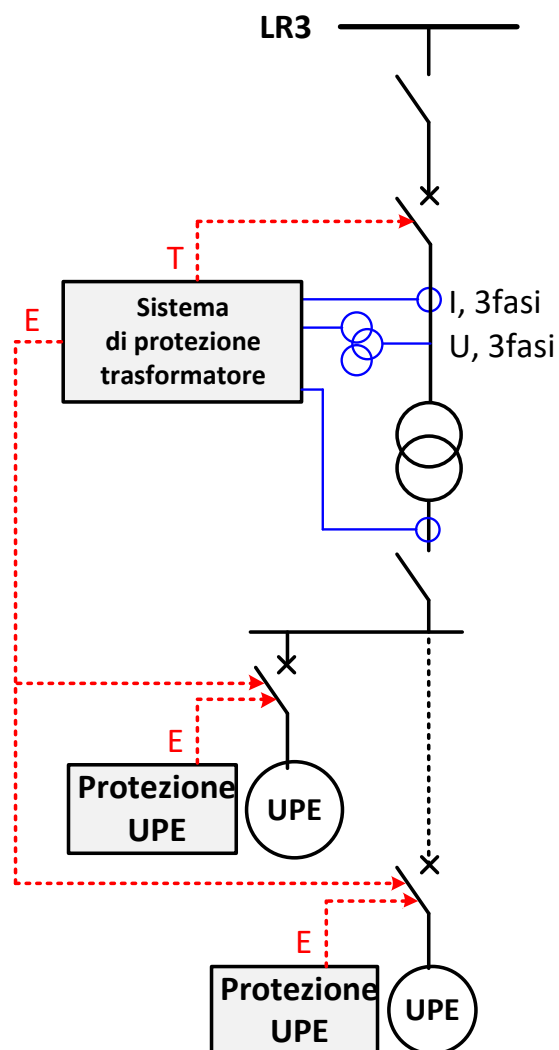 LR3
T
E
Sistema
di protezione
trasformatore
I, 3fasi
U, 3fasi
E
Protezione
UPE
UPE
E
Protezione
UPE
UPE